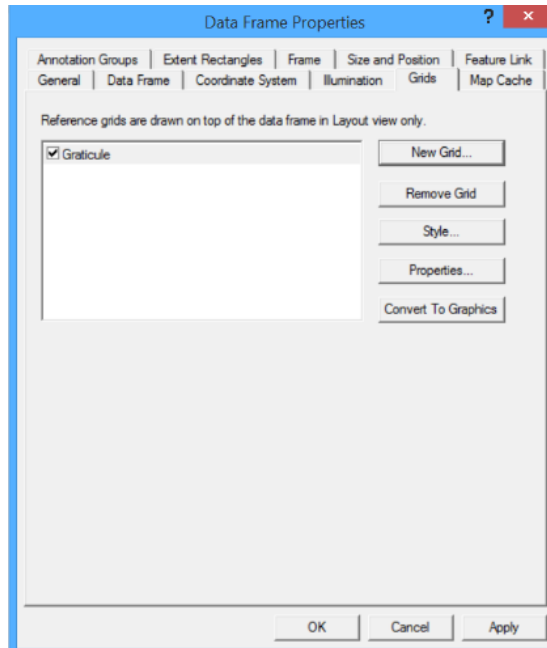 Data Frame Properties ? ×
Annotation Groups Extent Rectangles Frame Size and Position Feature Link
General Data Frame Coordinate System Illumination Grids Map Cache
Reference grids are drawn on top of the data frame in Layout view only.
Graticule
New Grid...
Remove Grid
Style...
Properties...
Convert To Graphics
OK Cancel Apply